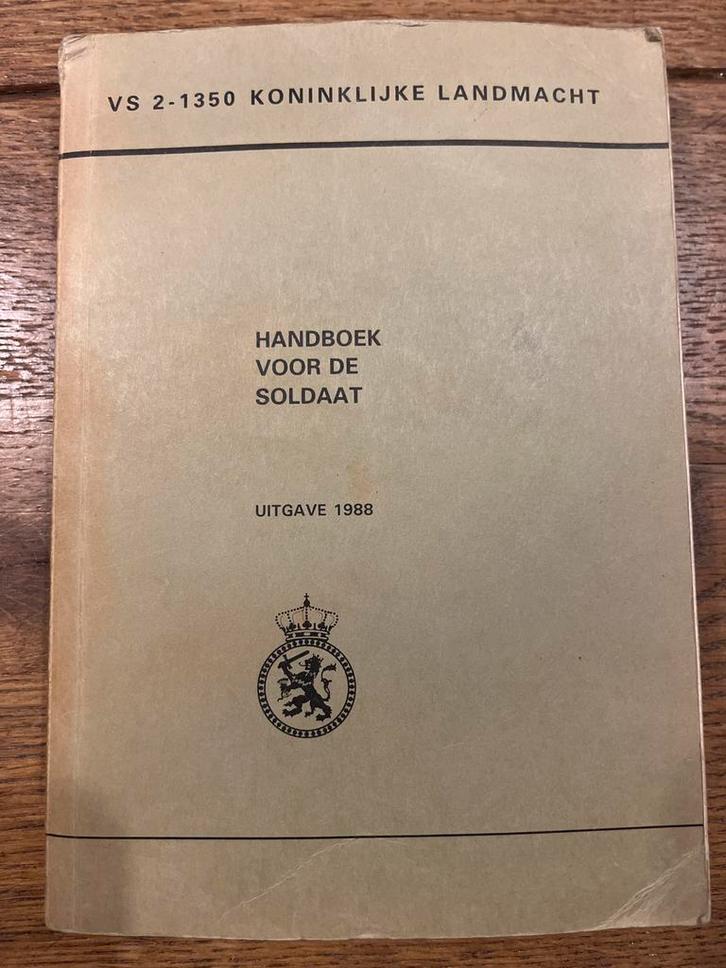 VS 2-1350 KONINKLIJKE LANDMACHT
HANDBOEK
VOOR DE
SOLDAAT
UITGAVE 1988